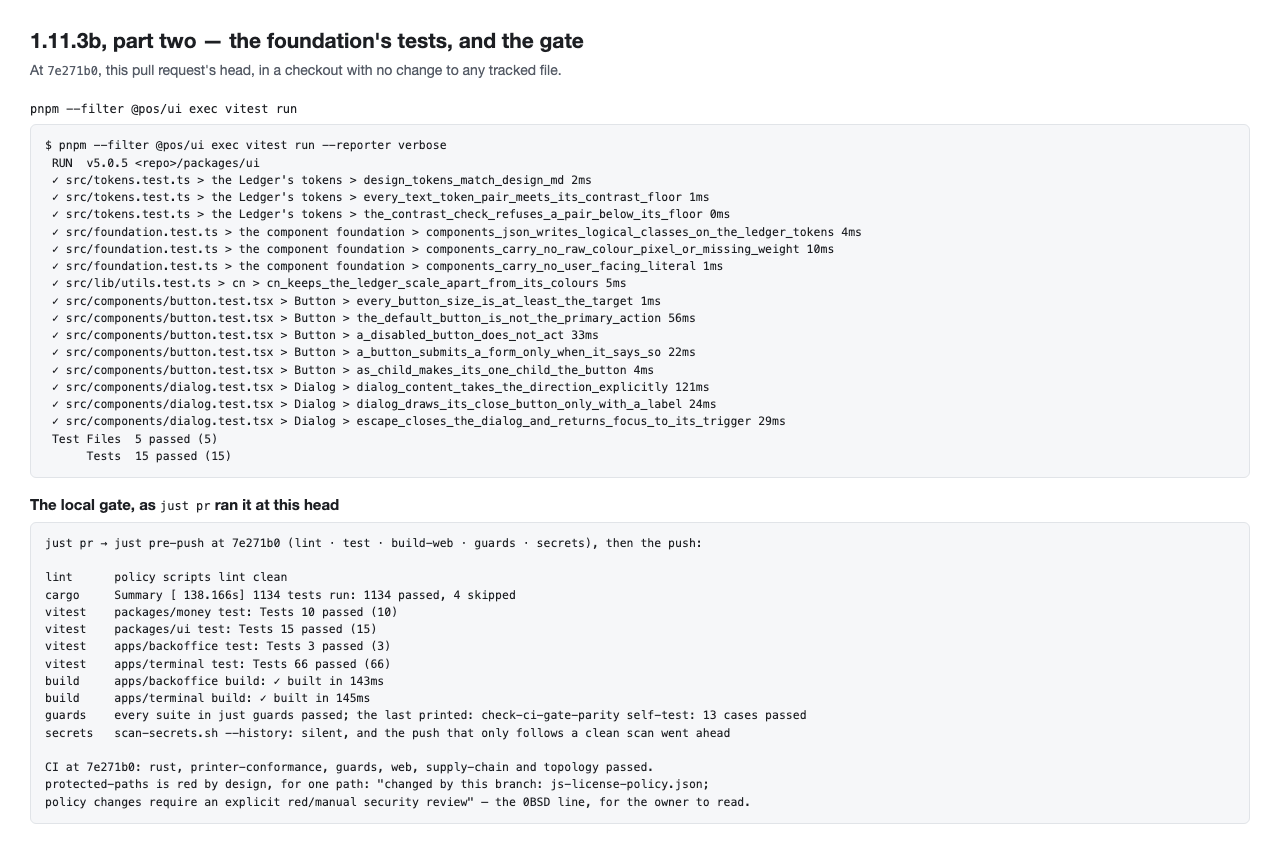 1.11.3b, part two — the foundation's tests, and the gate
At 7e271b0, this pull request's head, in a checkout with no change to any tracked file.
pnpm --filter @pos/ui exec vitest run
$ pnpm --filter @pos/ui exec vitest run --reporter verbose
RUN  v5.0.5 <repo>/packages/ui
✓ src/tokens.test.ts > the Ledger's tokens > design_tokens_match_design_md 2ms
✓ src/tokens.test.ts > the Ledger's tokens > every_text_token_pair_meets_its_contrast_floor 1ms
✓ src/tokens.test.ts > the Ledger's tokens > the_contrast_check_refuses_a_pair_below_its_floor 0ms
✓ src/foundation.test.ts > the component foundation > components_json_writes_logical_classes_on_the_ledger_tokens 4ms
✓ src/foundation.test.ts > the component foundation > components_carry_no_raw_colour_pixel_or_missing_weight 10ms
✓ src/foundation.test.ts > the component foundation > components_carry_no_user_facing_literal 1ms
✓ src/lib/utils.test.ts > cn > cn_keeps_the_ledger_scale_apart_from_its_colours 5ms
✓ src/components/button.test.tsx > Button > every_button_size_is_at_least_the_target 1ms
✓ src/components/button.test.tsx > Button > the_default_button_is_not_the_primary_action 56ms
✓ src/components/button.test.tsx > Button > a_disabled_button_does_not_act 33ms
✓ src/components/button.test.tsx > Button > a_button_submits_a_form_only_when_it_says_so 22ms
✓ src/components/button.test.tsx > Button > as_child_makes_its_one_child_the_button 4ms
✓ src/components/dialog.test.tsx > Dialog > dialog_content_takes_the_direction_explicitly 121ms
✓ src/components/dialog.test.tsx > Dialog > dialog_draws_its_close_button_only_with_a_label 24ms
✓ src/components/dialog.test.tsx > Dialog > escape_closes_the_dialog_and_returns_focus_to_its_trigger 29ms
Test Files  5 passed (5)
Tests  15 passed (15)
The local gate, as just pr ran it at this head
just pr → just pre-push at 7e271b0 (lint · test · build-web · guards · secrets), then the push:
lint      policy scripts lint clean
cargo     Summary [ 138.166s] 1134 tests run: 1134 passed, 4 skipped
vitest    packages/money test: Tests 10 passed (10)
vitest    packages/ui test: Tests 15 passed (15)
vitest    apps/backoffice test: Tests 3 passed (3)
vitest    apps/terminal test: Tests 66 passed (66)
build     apps/backoffice build: ✓ built in 143ms
build     apps/terminal build: ✓ built in 145ms
guards    every suite in just guards passed; the last printed: check-ci-gate-parity self-test: 13 cases passed
secrets   scan-secrets.sh --history: silent, and the push that only follows a clean scan went ahead
CI at 7e271b0: rust, printer-conformance, guards, web, supply-chain and topology passed.
protected-paths is red by design, for one path: "changed by this branch: js-license-policy.json;
policy changes require an explicit red/manual security review" — the 0BSD line, for the owner to read.